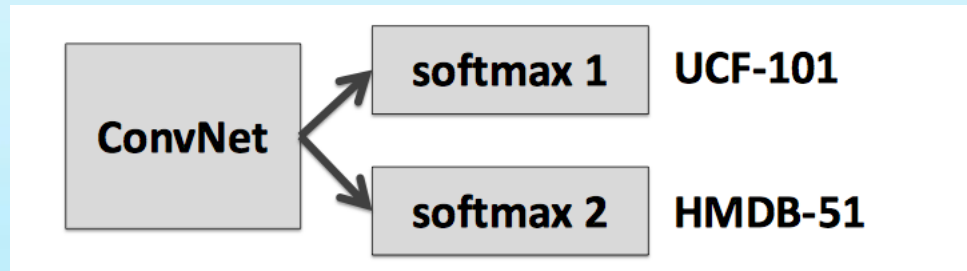 ConvNet
softmax 1
UCF-101
softmax 2
HMDB-51